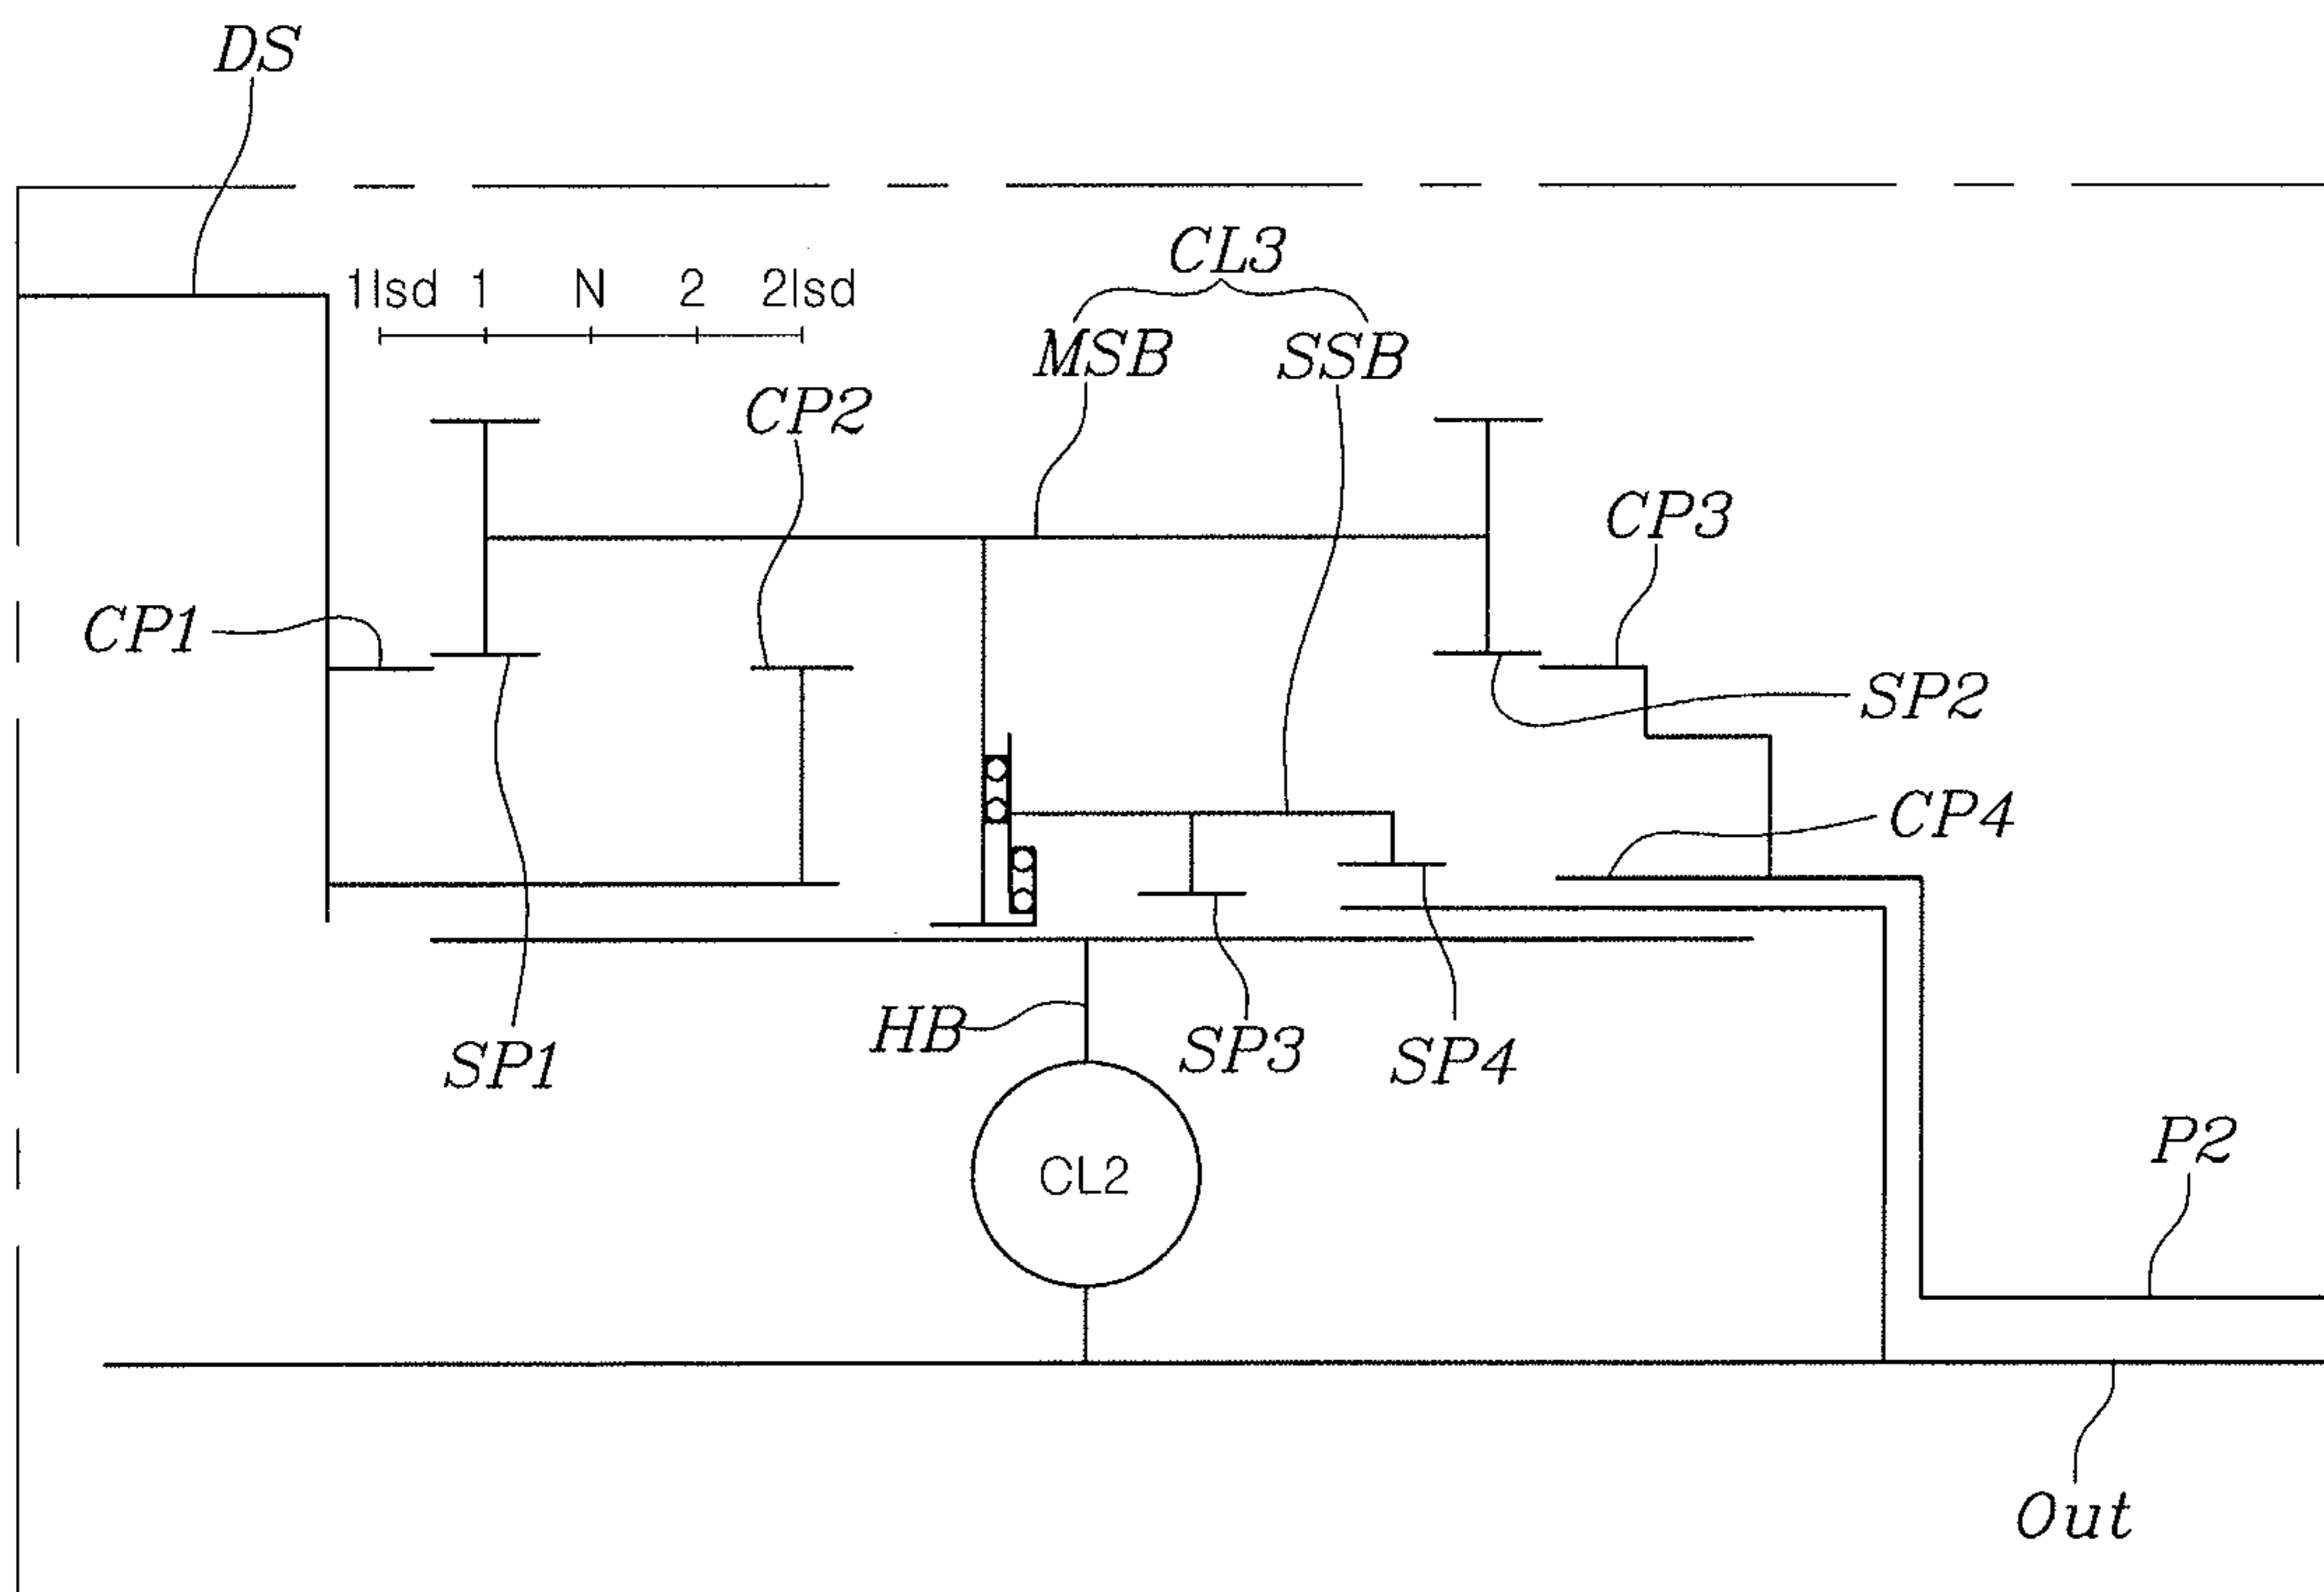 DS
CL3
1lsd 1 N 2 2lsd
MSB SSB
CP2
CP3
CP1
SP2
CP4
HB
SP1 SP3 SP4
P2
CL2
Out